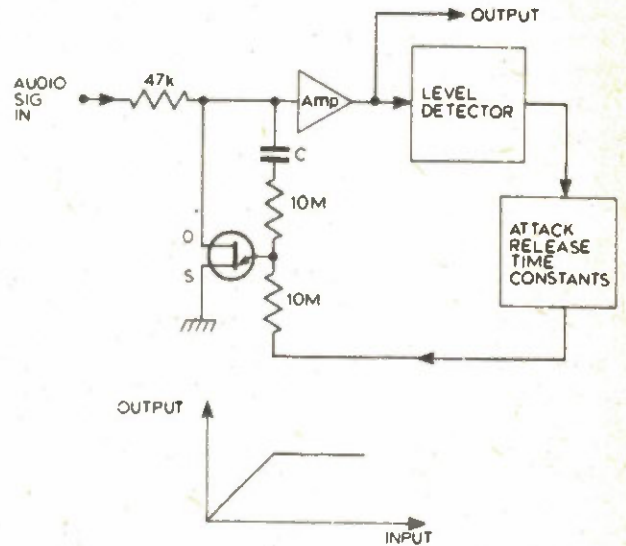 OUTPUT
47k
AUDIO
SIG
IN
Amp
LEVEL
DETECTOR
C
10M
D
S
10M
ATTACK
RELEASE
TIME
CONSTANTS
OUTPUT
INPUT